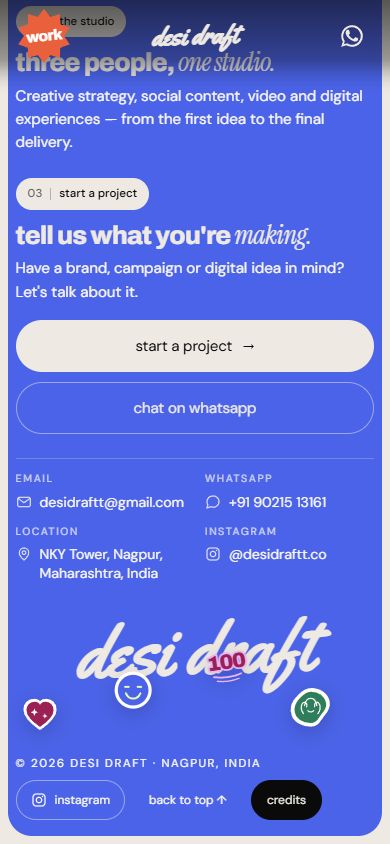 the studio
work
desi draft
three people, one studio.
Creative strategy, social content, video and digital
experiences — from the first idea to the final
delivery.
03 | start a project
tell us what you're making.
Have a brand, campaign or digital idea in mind?
Let's talk about it.
start a project →
chat on whatsapp
EMAIL
desidraftt@gmail.com
WHATSAPP
+91 90215 13161
LOCATION
NKY Tower, Nagpur,
Maharashtra, India
INSTAGRAM
@desidraftt.co
desi draft
100
© 2026 DESI DRAFT · NAGPUR, INDIA
instagram
back to top ↑
credits